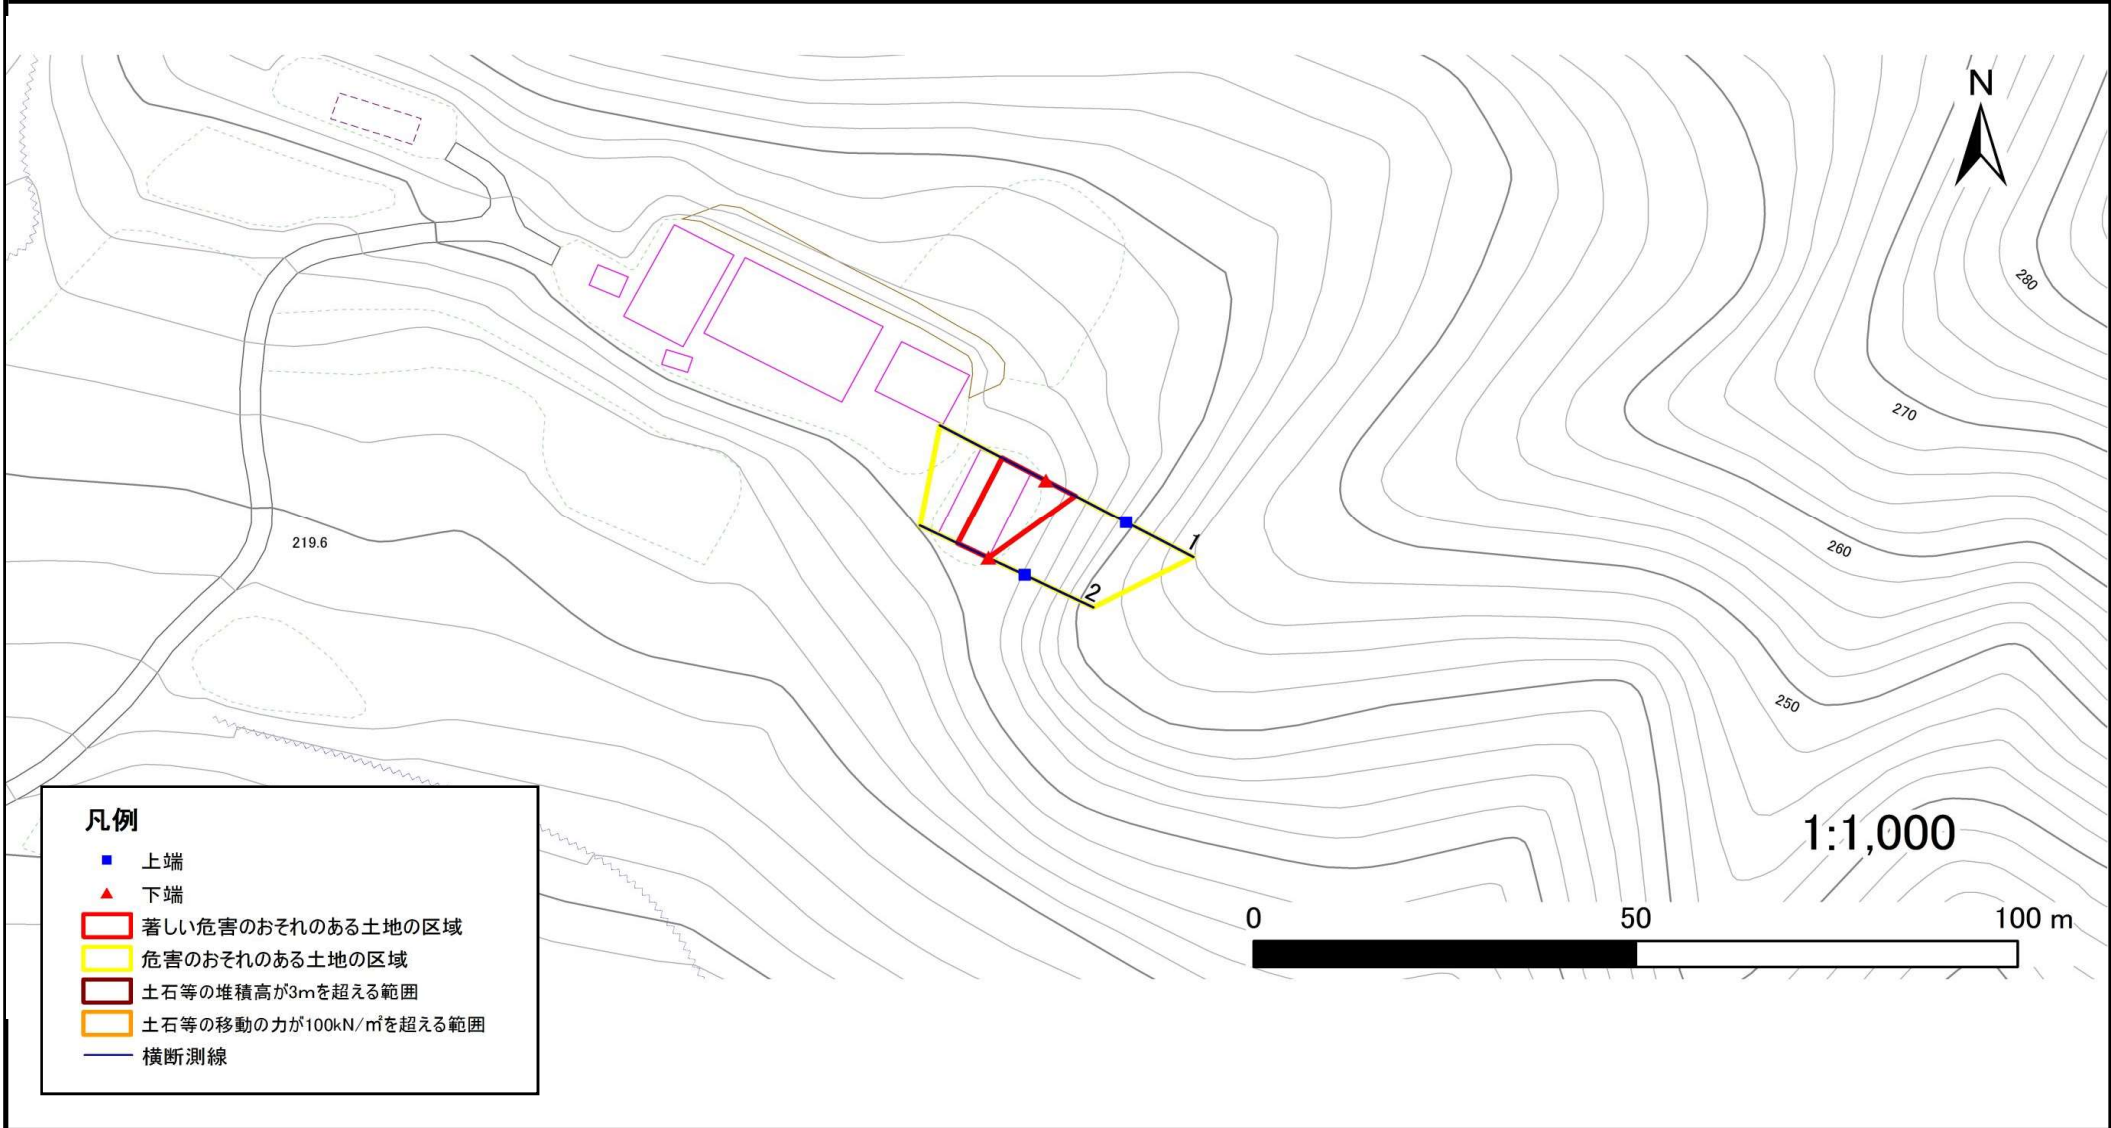 N
280
270
1
260
219.6
2
250
1:1,000
0 50 100 m
凡例
上端
下端
著しい危害のおそれのある土地の区域
危害のおそれのある土地の区域
土石等の堆積高が3mを超える範囲
土石等の移動の力が100kN/㎡を超える範囲
横断測線